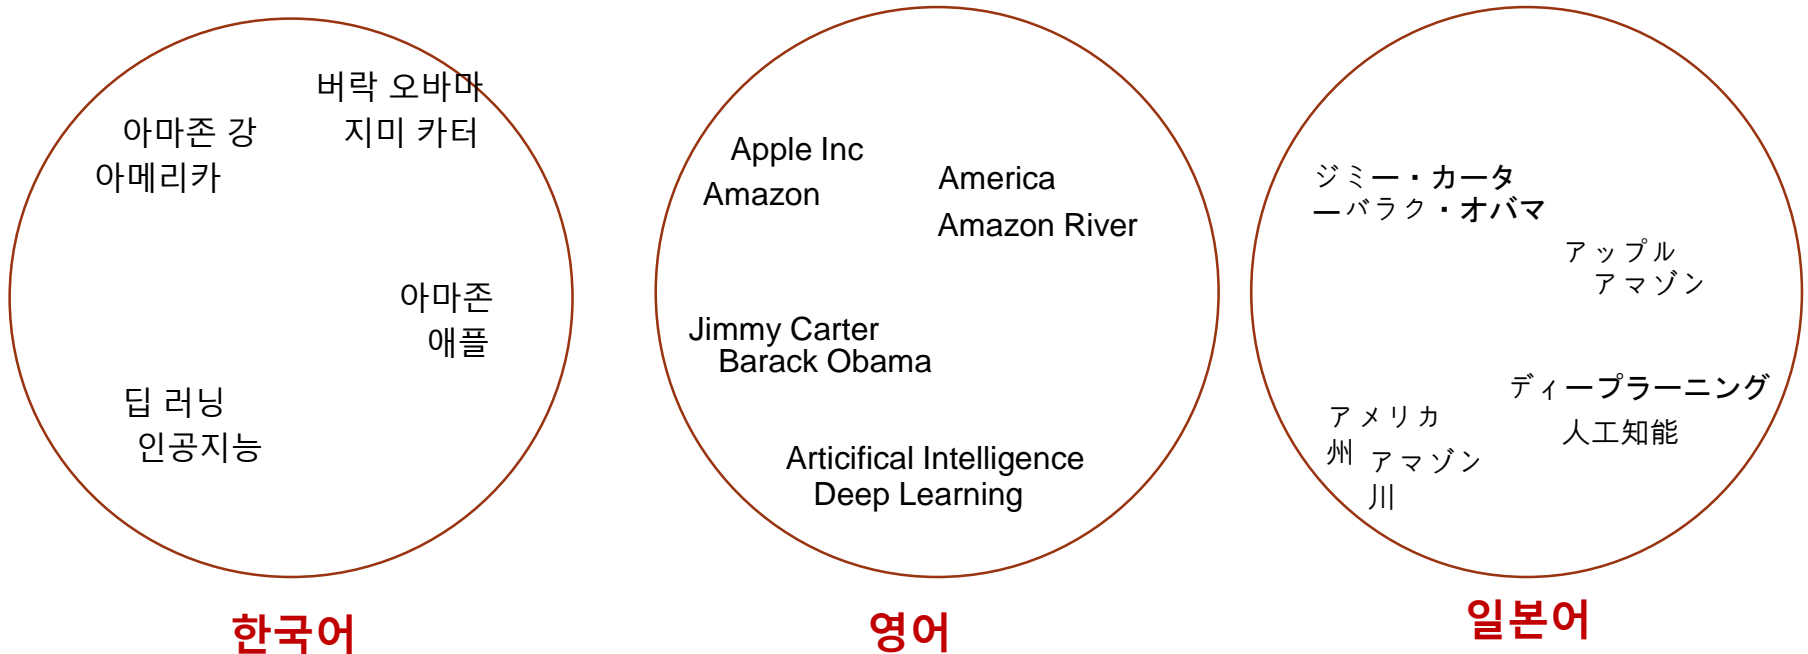 버락 오바마
지미 카터
아마존 강
아메리카
아마존
애플
딥 러닝
인공지능
한국어
Apple Inc
Amazon
America
Amazon River
Jimmy Carter
Barack Obama
Articifical Intelligence
Deep Learning
영어
ジミー・カータ
ーバラク・オバマ
アップル
アマゾン
ディープラーニング
人工知能
アメリカ
州
アマゾン
川
일본어